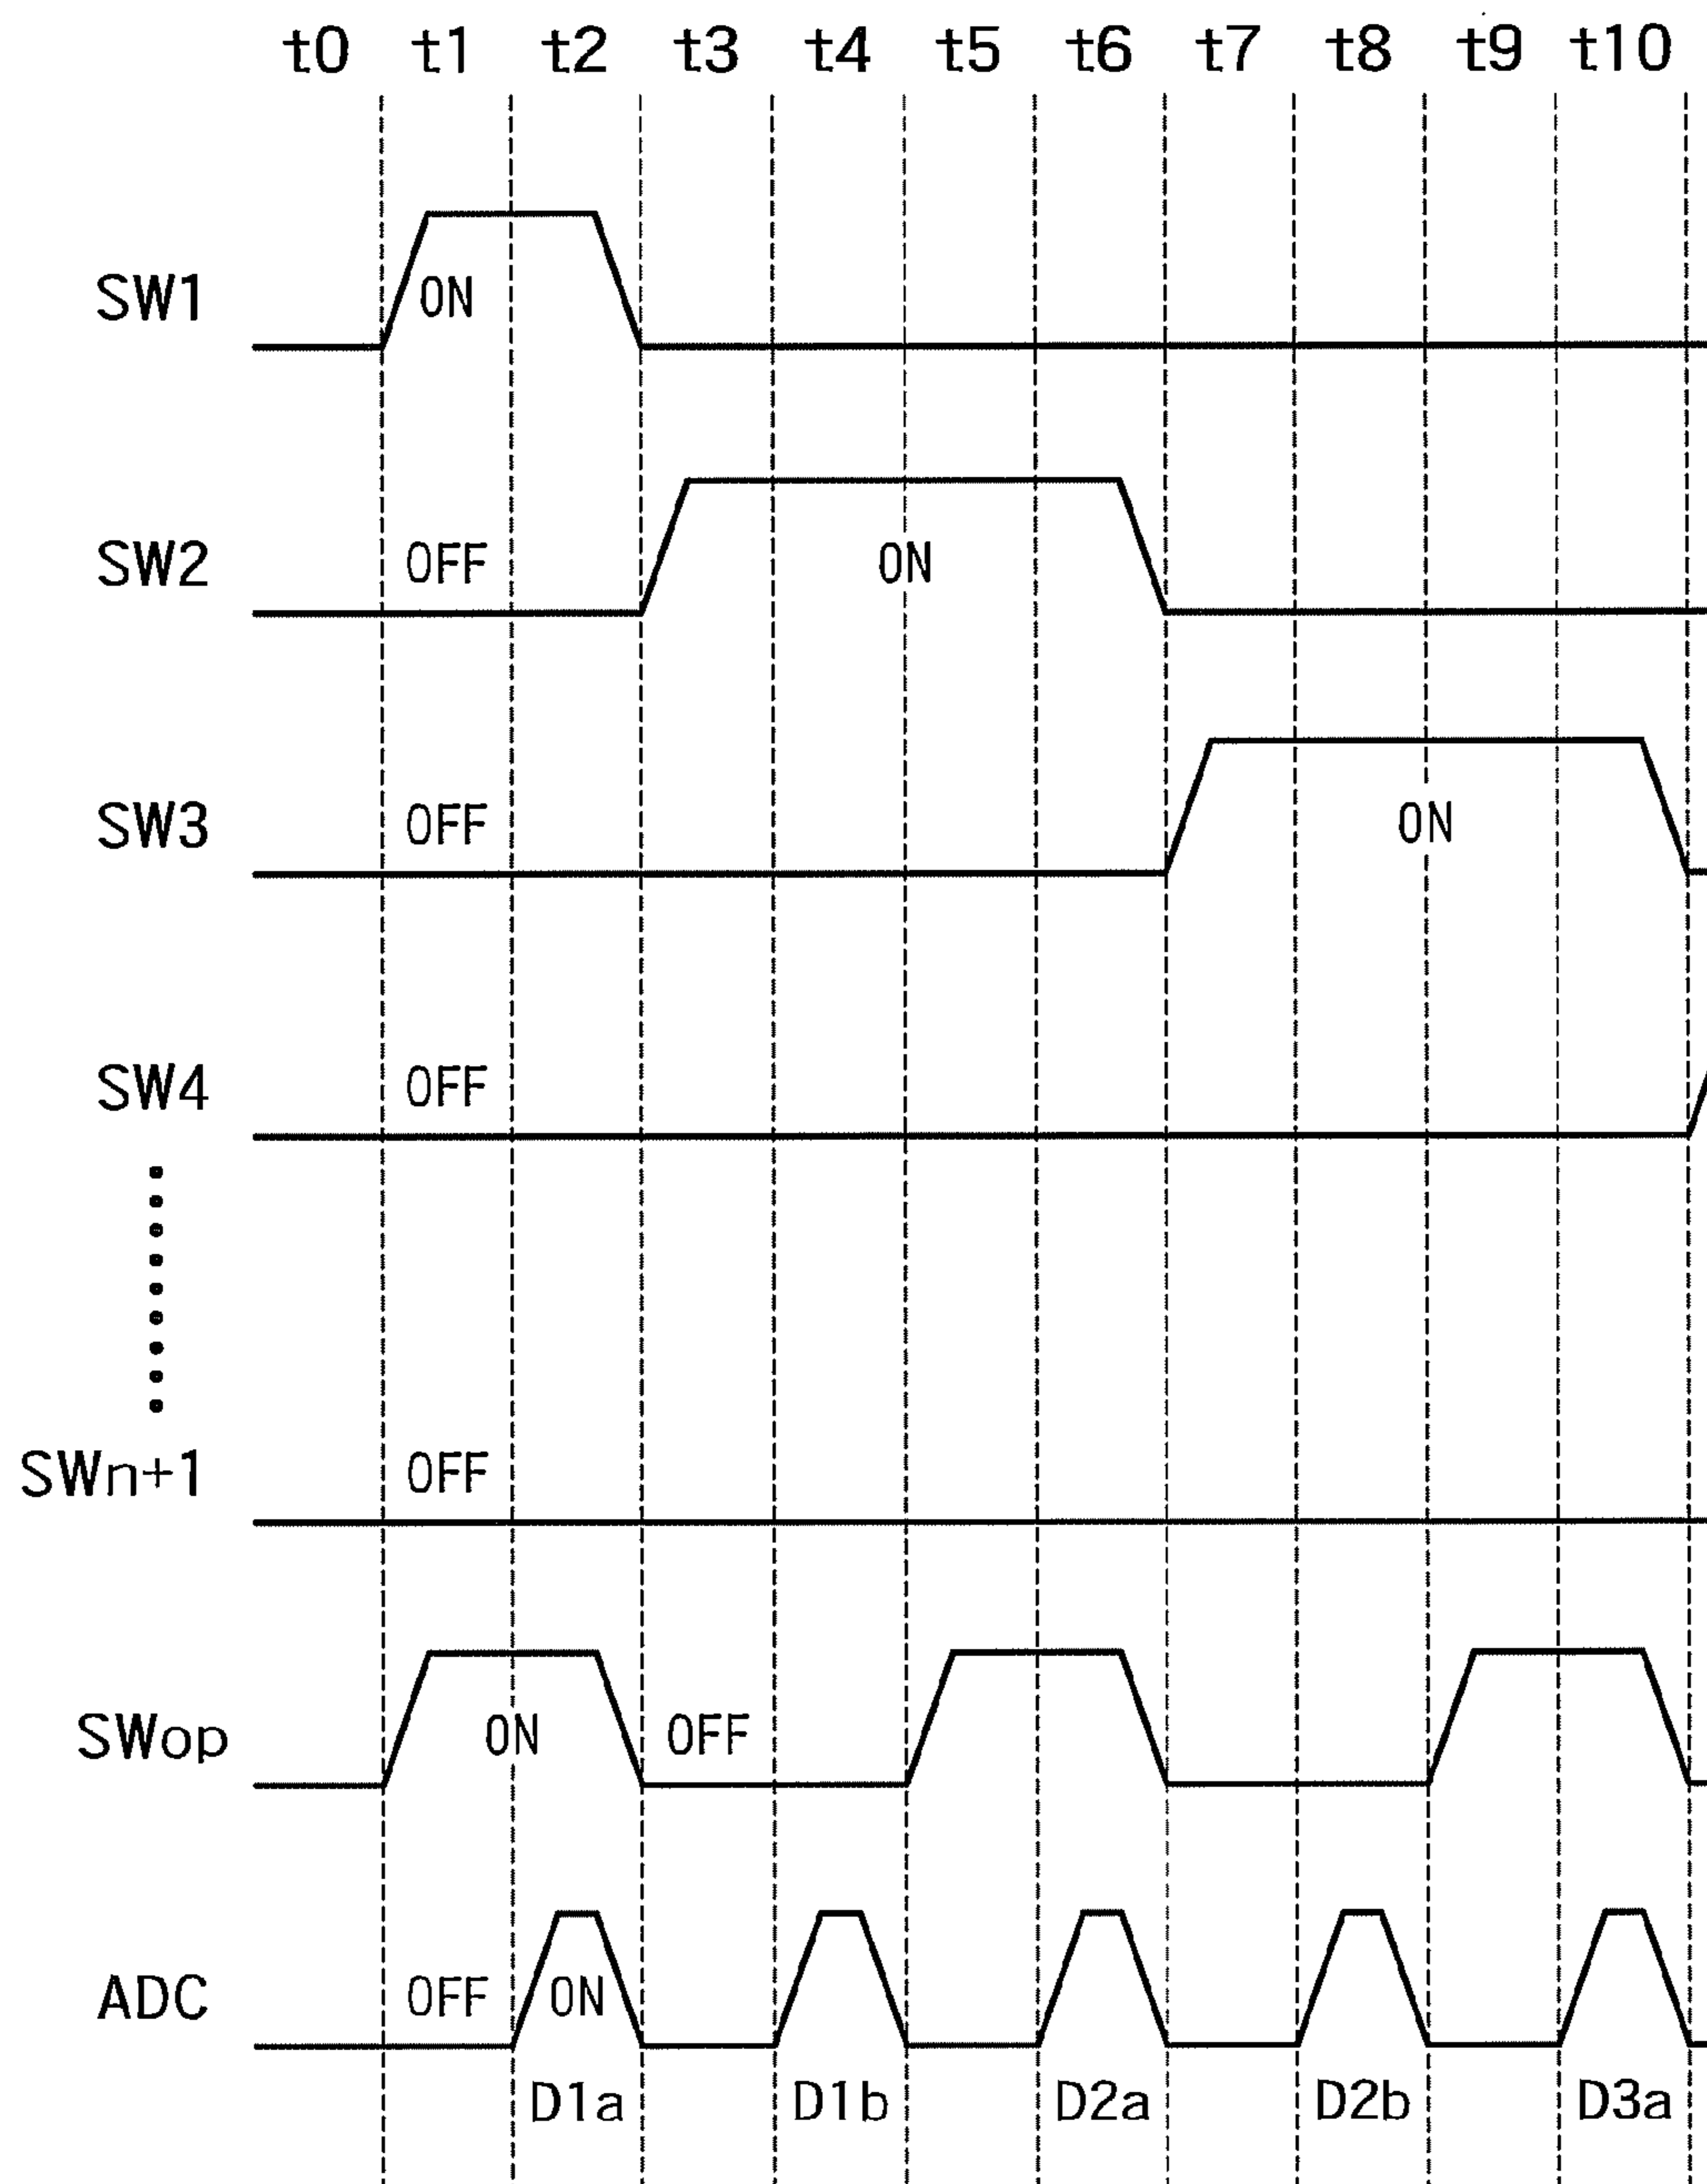 t0 t1 t2 t3 t4 t5 t6 t7 t8 t9 t10
SW1 ON
SW2 OFF ON
SW3 OFF ON
SW4 OFF
SWn+1 OFF
SWop ON OFF
ADC OFF ON
D1a D1b D2a D2b D3a